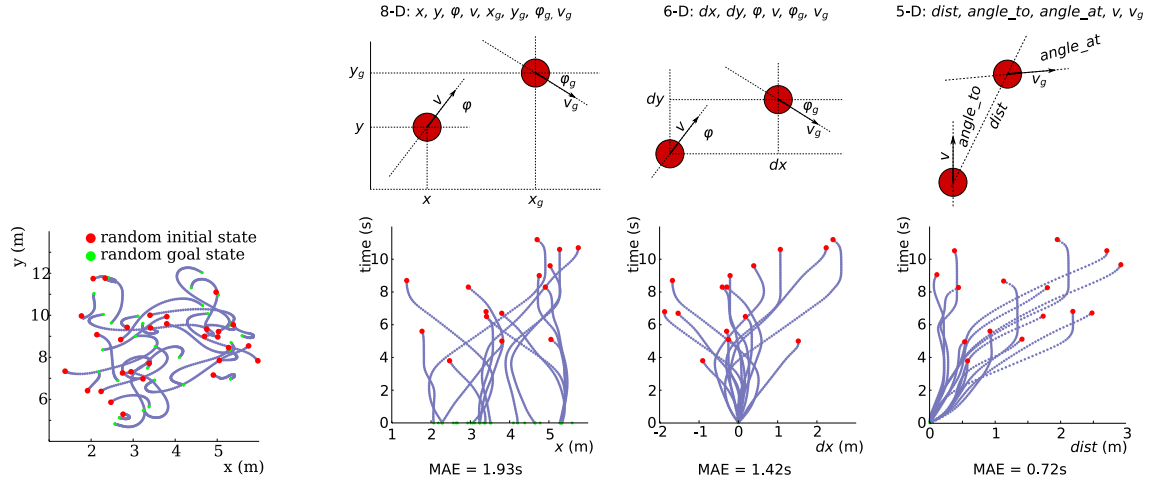 8-D: x, y, φ, v, x_g, y_g, φ_g, v_g
6-D: dx, dy, φ, v, φ_g, v_g
5-D: dist, angle_to, angle_at, v, v_g
y_g
y
v
φ
φ_g
v_g
x
x_g
dy
v
φ
φ_g
v_g
dx
angle_at
v_g
angle_to
dist
v
y (m)
12
10
8
6
2
3
4
5
x (m)
random initial state
random goal state
time (s)
10
8
6
4
2
0
1
2
3
4
5
x (m)
MAE = 1.93s
time (s)
10
8
6
4
2
0
-2
-1
0
1
2
dx (m)
MAE = 1.42s
time (s)
10
8
6
4
2
0
0
1
2
3
dist (m)
MAE = 0.72s